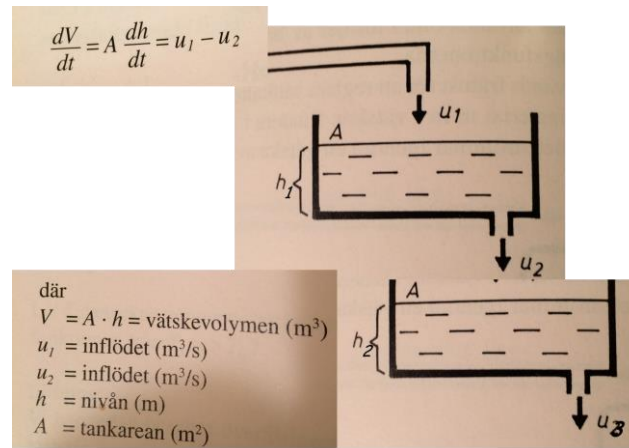 dV/dt = A dh/dt = u₁ − u₂
u₁
A
h₁
u₂
A
h₂
u₃
där
V = A · h = vätskevolymen (m³)
u₁ = inflödet (m³/s)
u₂ = inflödet (m³/s)
h = nivån (m)
A = tankarean (m²)